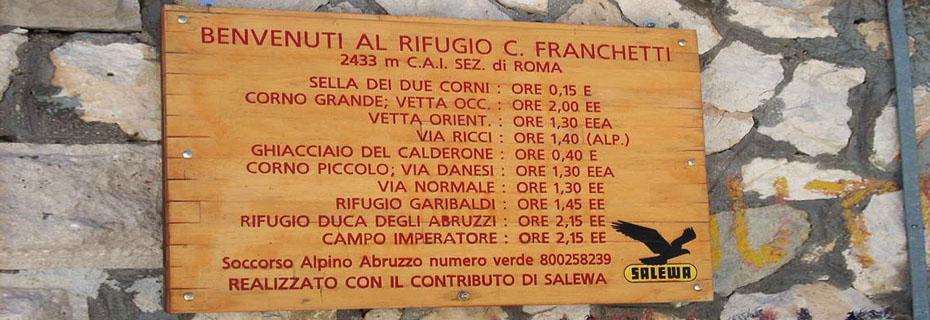 BENVENUTI AL RIFUGIO C. FRANCHETTI
2433 m C.A.I. SEZ. di ROMA
SELLA DEI DUE CORNI : ORE 0,15 E
CORNO GRANDE; VETTA OCC. : ORE 2,00 EE
VETTA ORIENT. : ORE 1,30 EEA
VIA RICCI : ORE 1,40 (ALP.)
GHIACCIAIO DEL CALDERONE : ORE 0,40 E
CORNO PICCOLO; VIA DANESI : ORE 1,30 EEA
VIA NORMALE : ORE 1,30 EE
RIFUGIO GARIBALDI : ORE 1,45 EE
RIFUGIO DUCA DEGLI ABRUZZI : ORE 2,15 EE
CAMPO IMPERATORE : ORE 2,15 EE
Soccorso Alpino Abruzzo numero verde 800258239
REALIZZATO CON IL CONTRIBUTO DI SALEWA
SALEWA